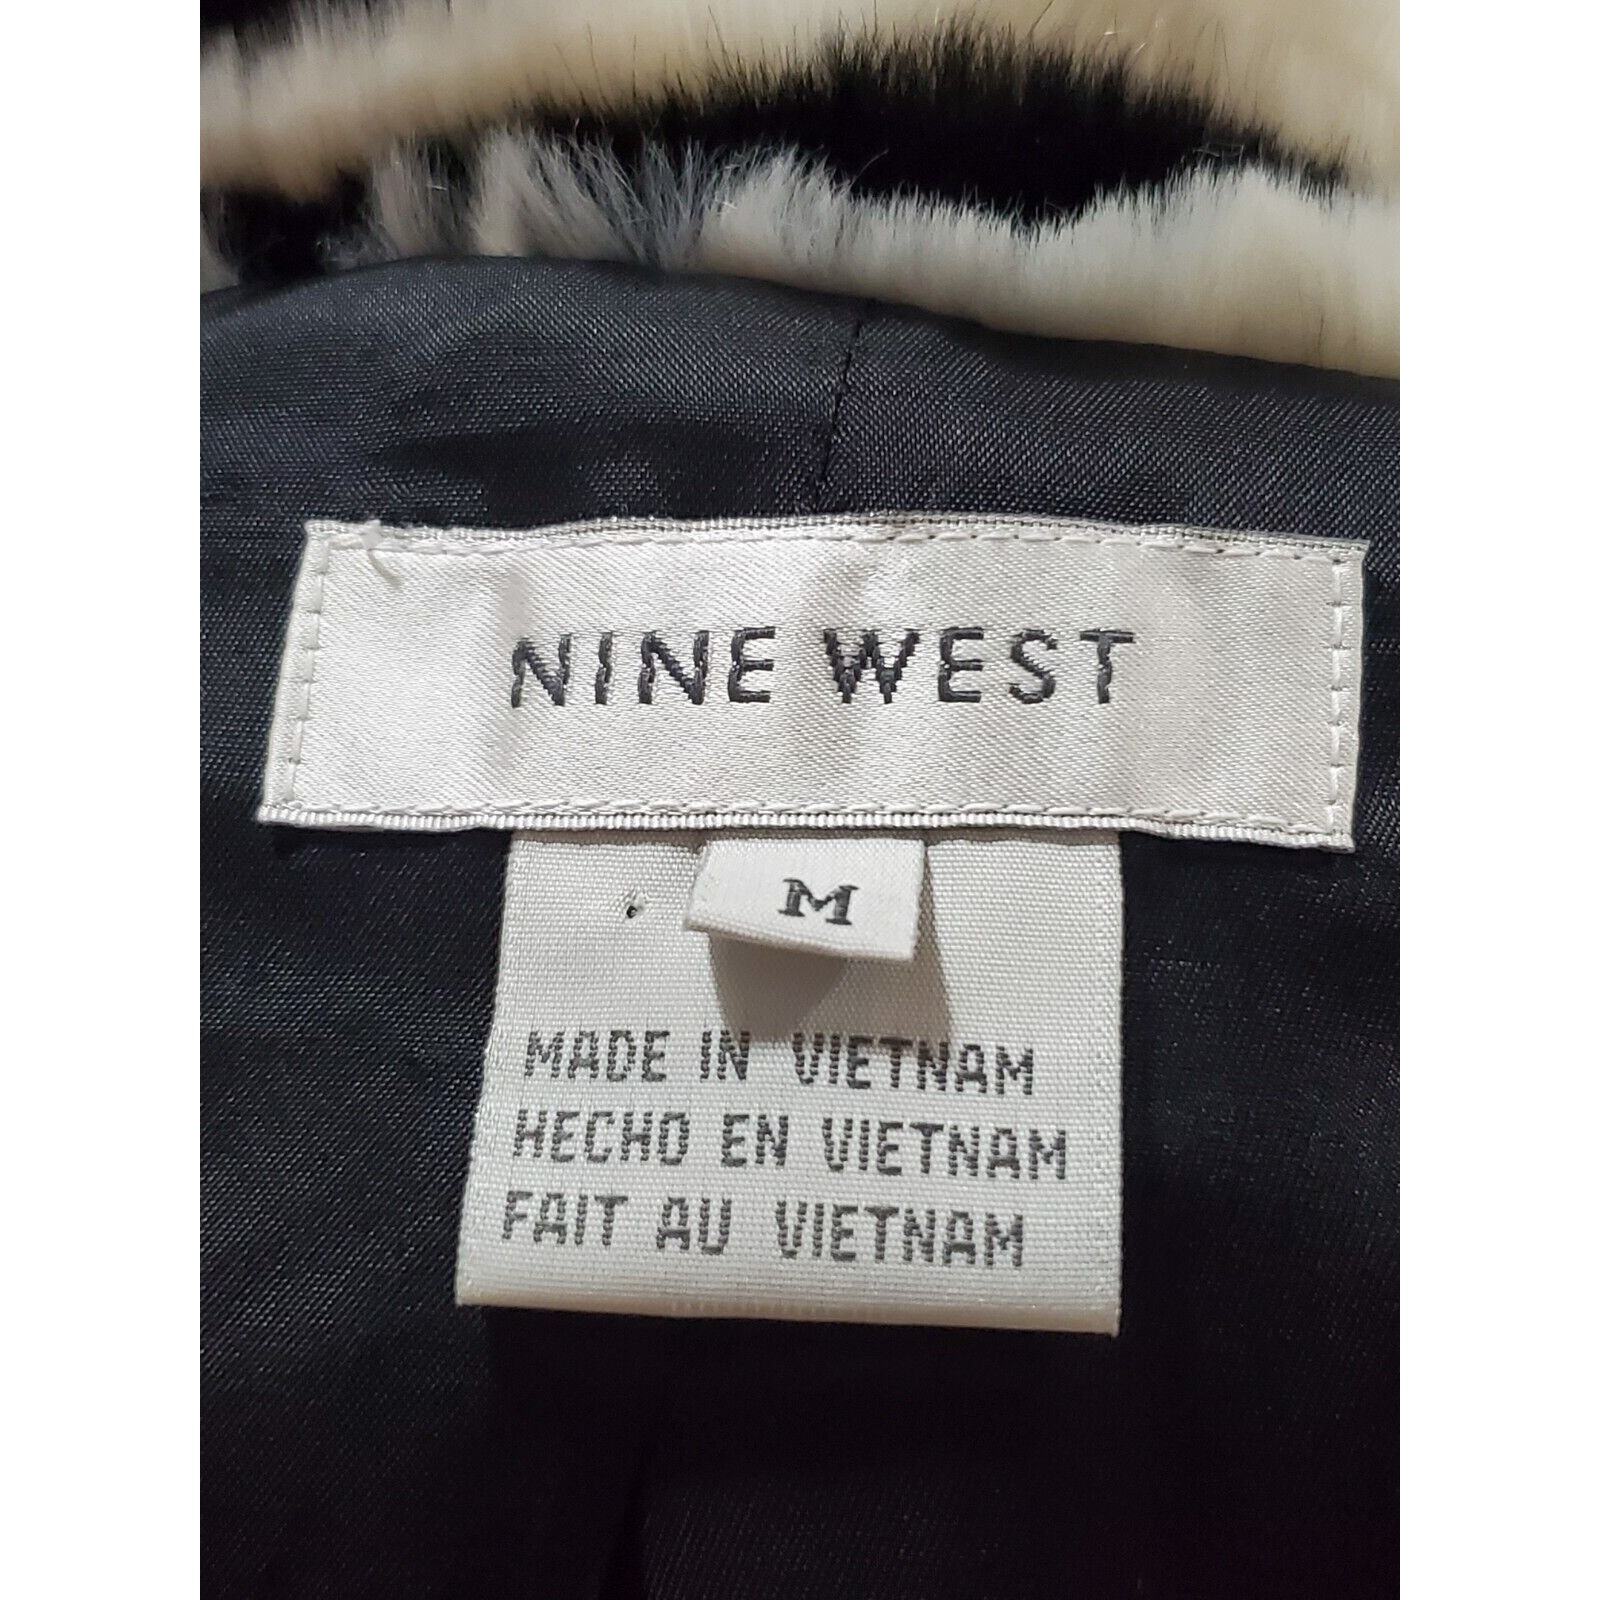 NINE WEST
M
MADE IN VIETNAM
HECHO EN VIETNAM
FAIT AU VIETNAM